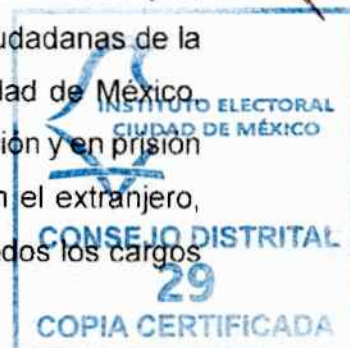 udadanas de la
dad de México,
INSTITUTO ELECTORAL
CIUDAD DE MÉXICO
ión y en prisión
n el extranjero,
CONSEJO DISTRITAL
dos los cargos
29
COPIA CERTIFICADA